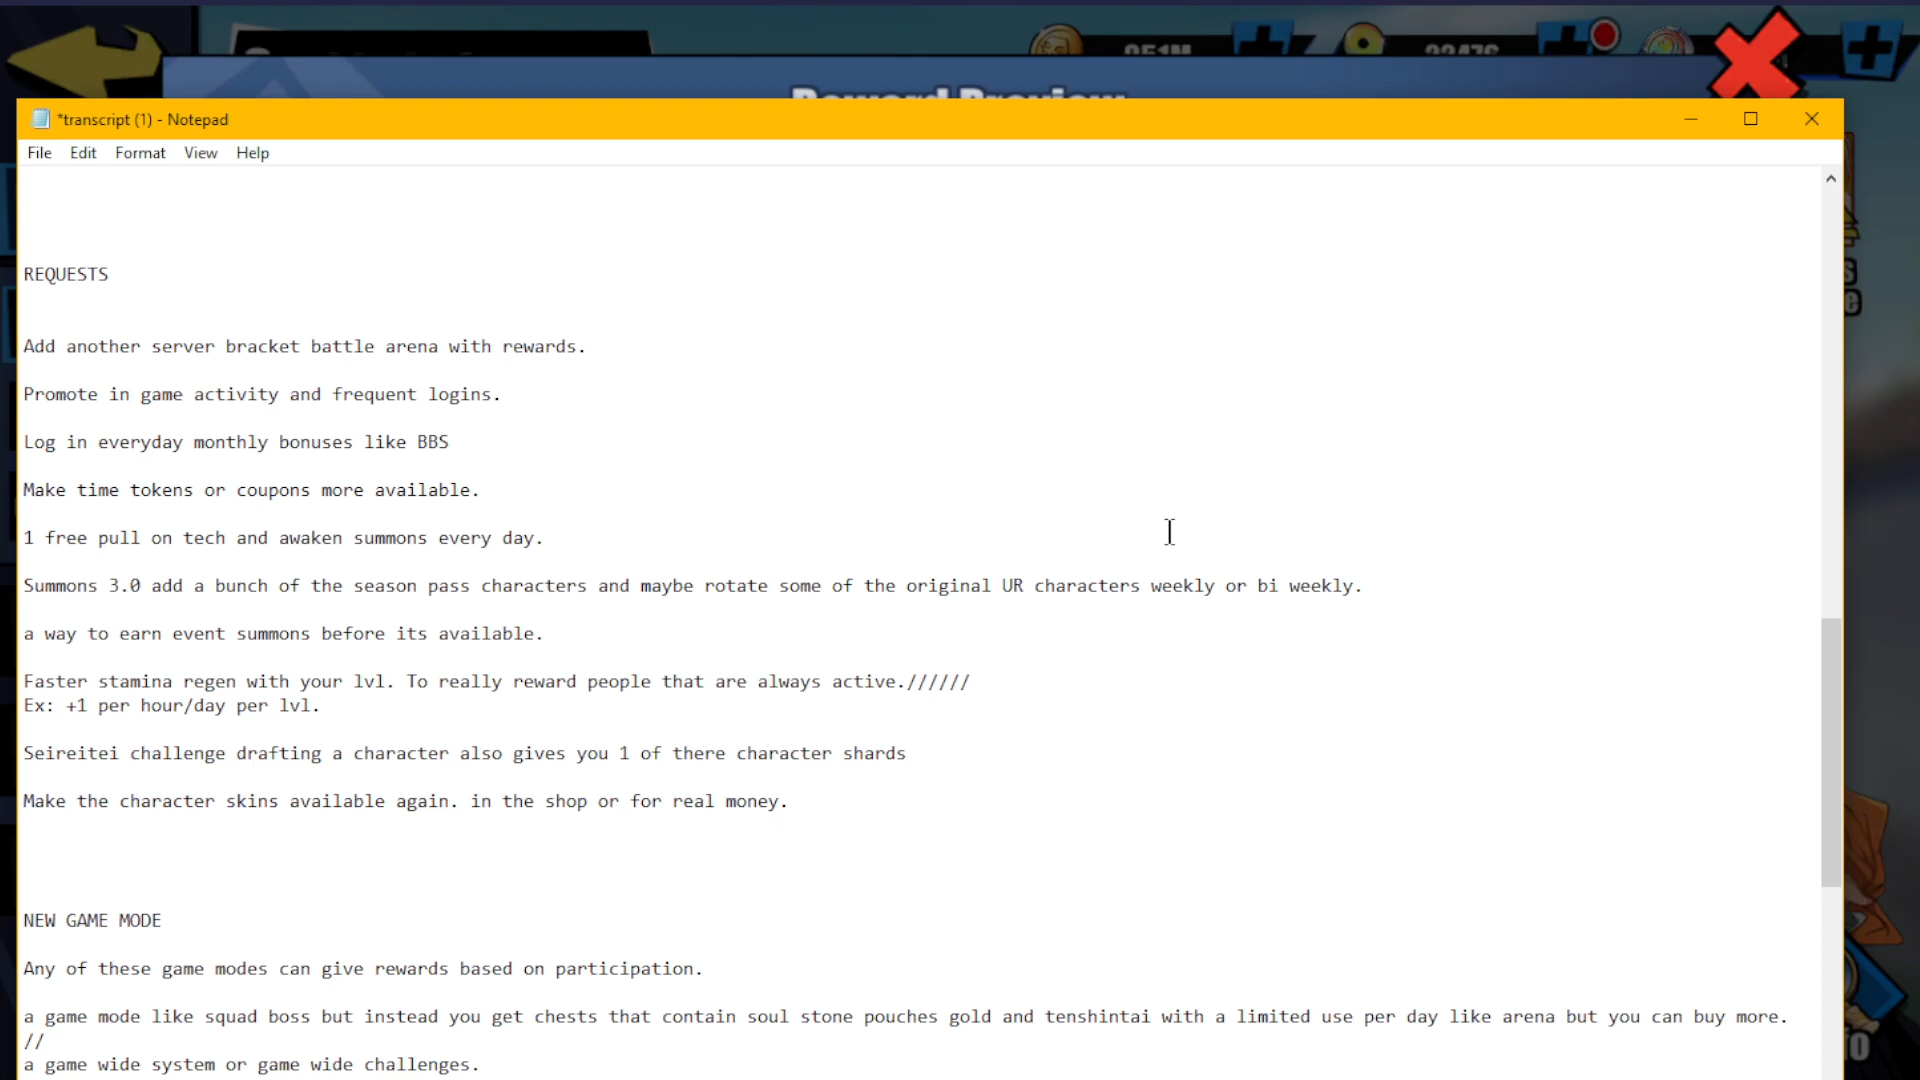 *transcript (1) - Notepad
File Edit Format View Help
REQUESTS
Add another server bracket battle arena with rewards.
Promote in game activity and frequent logins.
Log in everyday monthly bonuses like BBS
Make time tokens or coupons more available.
1 free pull on tech and awaken summons every day.
Summons 3.0 add a bunch of the season pass characters and maybe rotate some of the original UR characters weekly or bi weekly.
a way to earn event summons before its available.
Faster stamina regen with your lvl. To really reward people that are always active.//////
Ex: +1 per hour/day per lvl.
Seireitei challenge drafting a character also gives you 1 of there character shards
Make the character skins available again. in the shop or for real money.
NEW GAME MODE
Any of these game modes can give rewards based on participation.
a game mode like squad boss but instead you get chests that contain soul stone pouches gold and tenshintai with a limited use per day like arena but you can buy more.
//
a game wide system or game wide challenges.